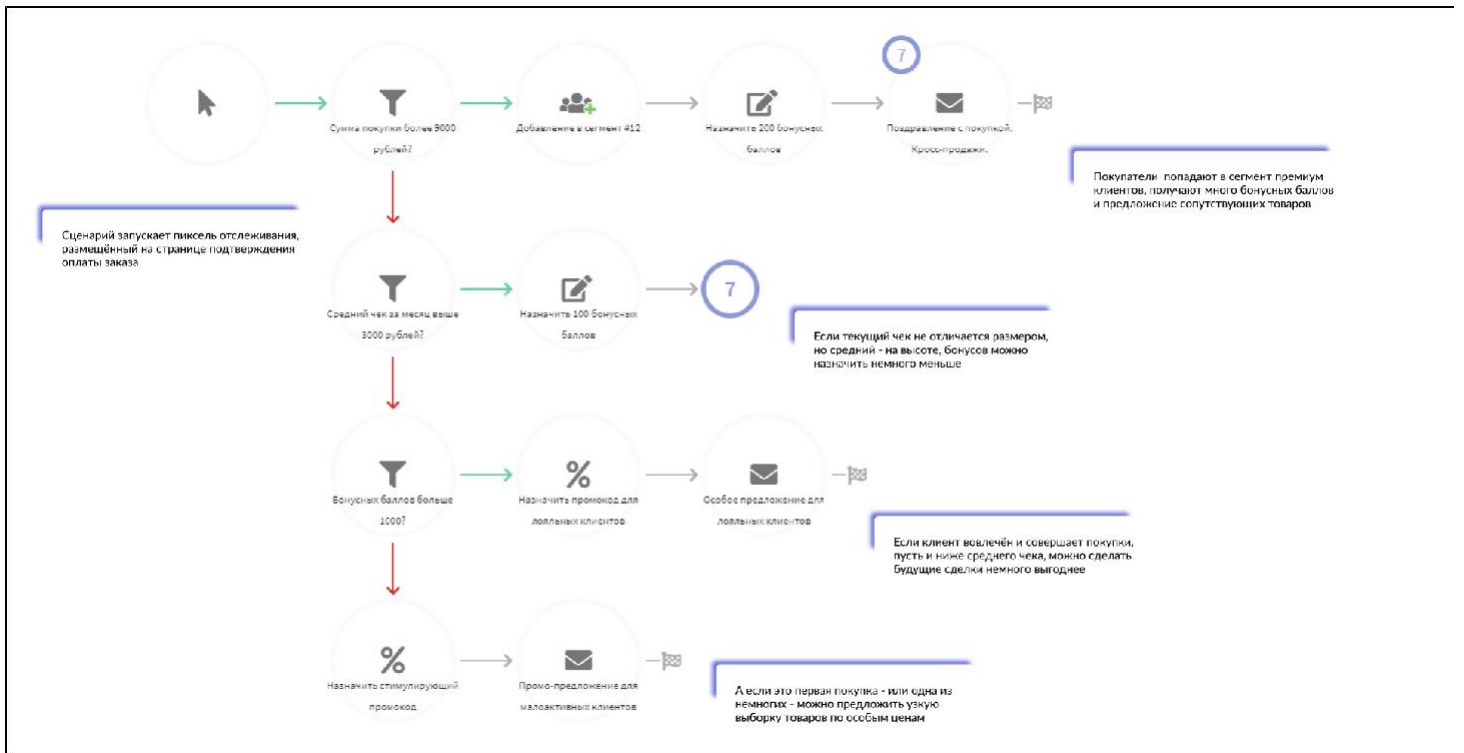 7
Сумма покупки более 9000
рублей?
Добавление в сегмент #12
Назначить 200 бонусных
баллов
Поздравление с покупкой.
Кросс-продажи.
Покупатели попадают в сегмент премиум
клиентов, получают много бонусных баллов
и предложение сопутствующих товаров
Сценарий запускает пиксель отслеживания,
размещённый на странице подтверждения
оплаты заказа
Средний чек за месяц выше
3000 рублей?
Назначить 100 бонусных
баллов
7
Если текущий чек не отличается размером,
но средний - на высоте, бонусов можно
назначить немного меньше
Бонусных баллов больше
1000?
%
Назначить промокод для
лояльных клиентов
Особое предложение для
лояльных клиентов
Если клиент вовлечён и совершает покупки,
пусть и ниже среднего чека, можно сделать
будущие сделки немного выгоднее
%
Назначить стимулирующий
промокод
Промо-предложение для
малоактивных клиентов
А если это первая покупка - или одна из
немногих - можно предложить узкую
выборку товаров по особым ценам